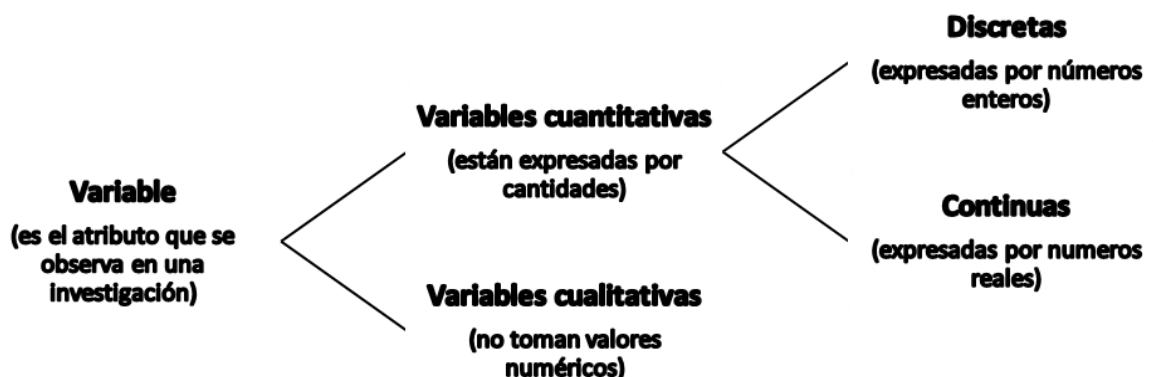 Variable
(es el atributo que se
observa en una
investigación)
Variables cuantitativas
(están expresadas por
cantidades)
Variables cualitativas
(no toman valores
numéricos)
Discretas
(expresadas por números
enteros)
Continuas
(expresadas por numeros
reales)